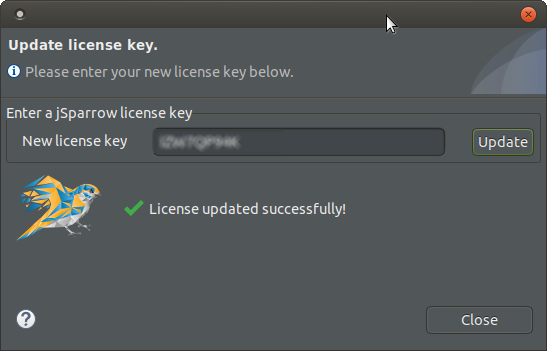 Update license key.
Please enter your new license key below.
Enter a jSparrow license key
New license key
Update
License updated successfully!
Close